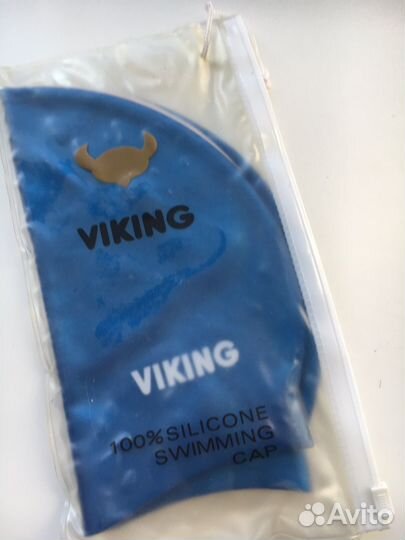 VIKING
VIKING
100% SILICONE
SWIMMING
CAP
Avito